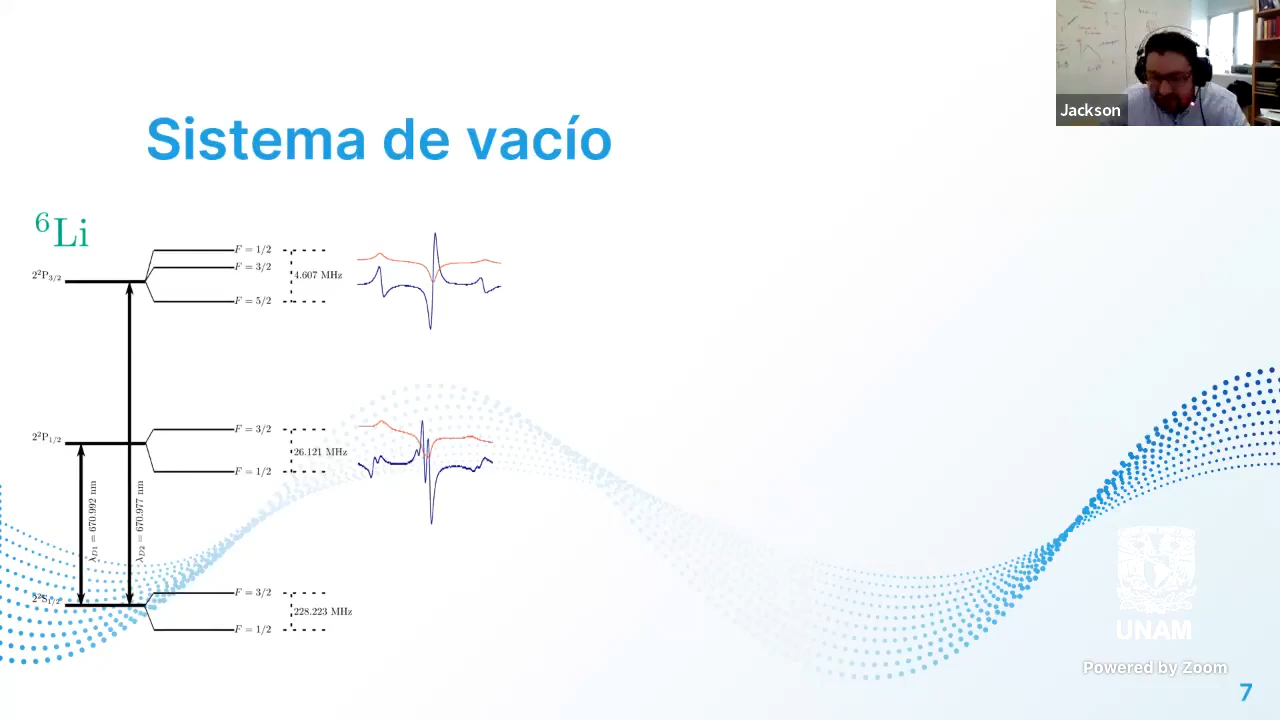 Jackson
Sistema de vacío
⁶Li
F = 1/2
2²P₃/₂
F = 3/2
4.607 MHz
F = 5/2
2²P₁/₂
F = 3/2
26.121 MHz
F = 1/2
λ_D1 = 670.992 nm
λ_D2 = 670.977 nm
2²S₁/₂
F = 3/2
228.223 MHz
F = 1/2
UNAM
Powered by Zoom
7